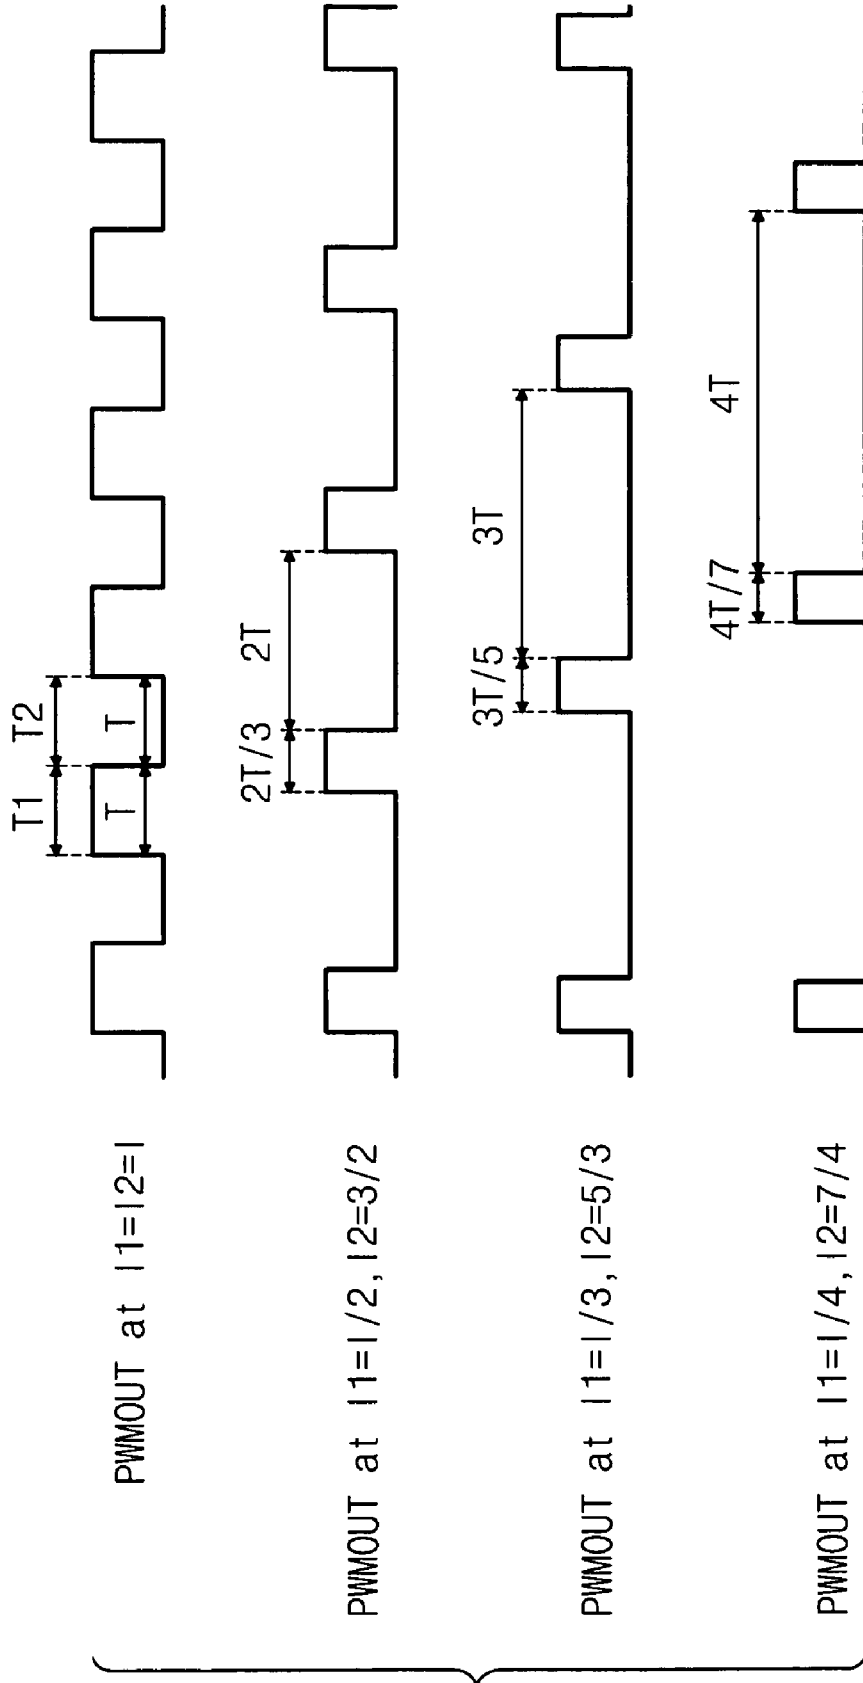 T1 T2
T T
PWMOUT at I1=I2=I
2T/3 2T
PWMOUT at I1=I/2, I2=3/2
3T/5 3T
PWMOUT at I1=I/3, I2=5/3
4T/7 4T
PWMOUT at I1=I/4, I2=7/4